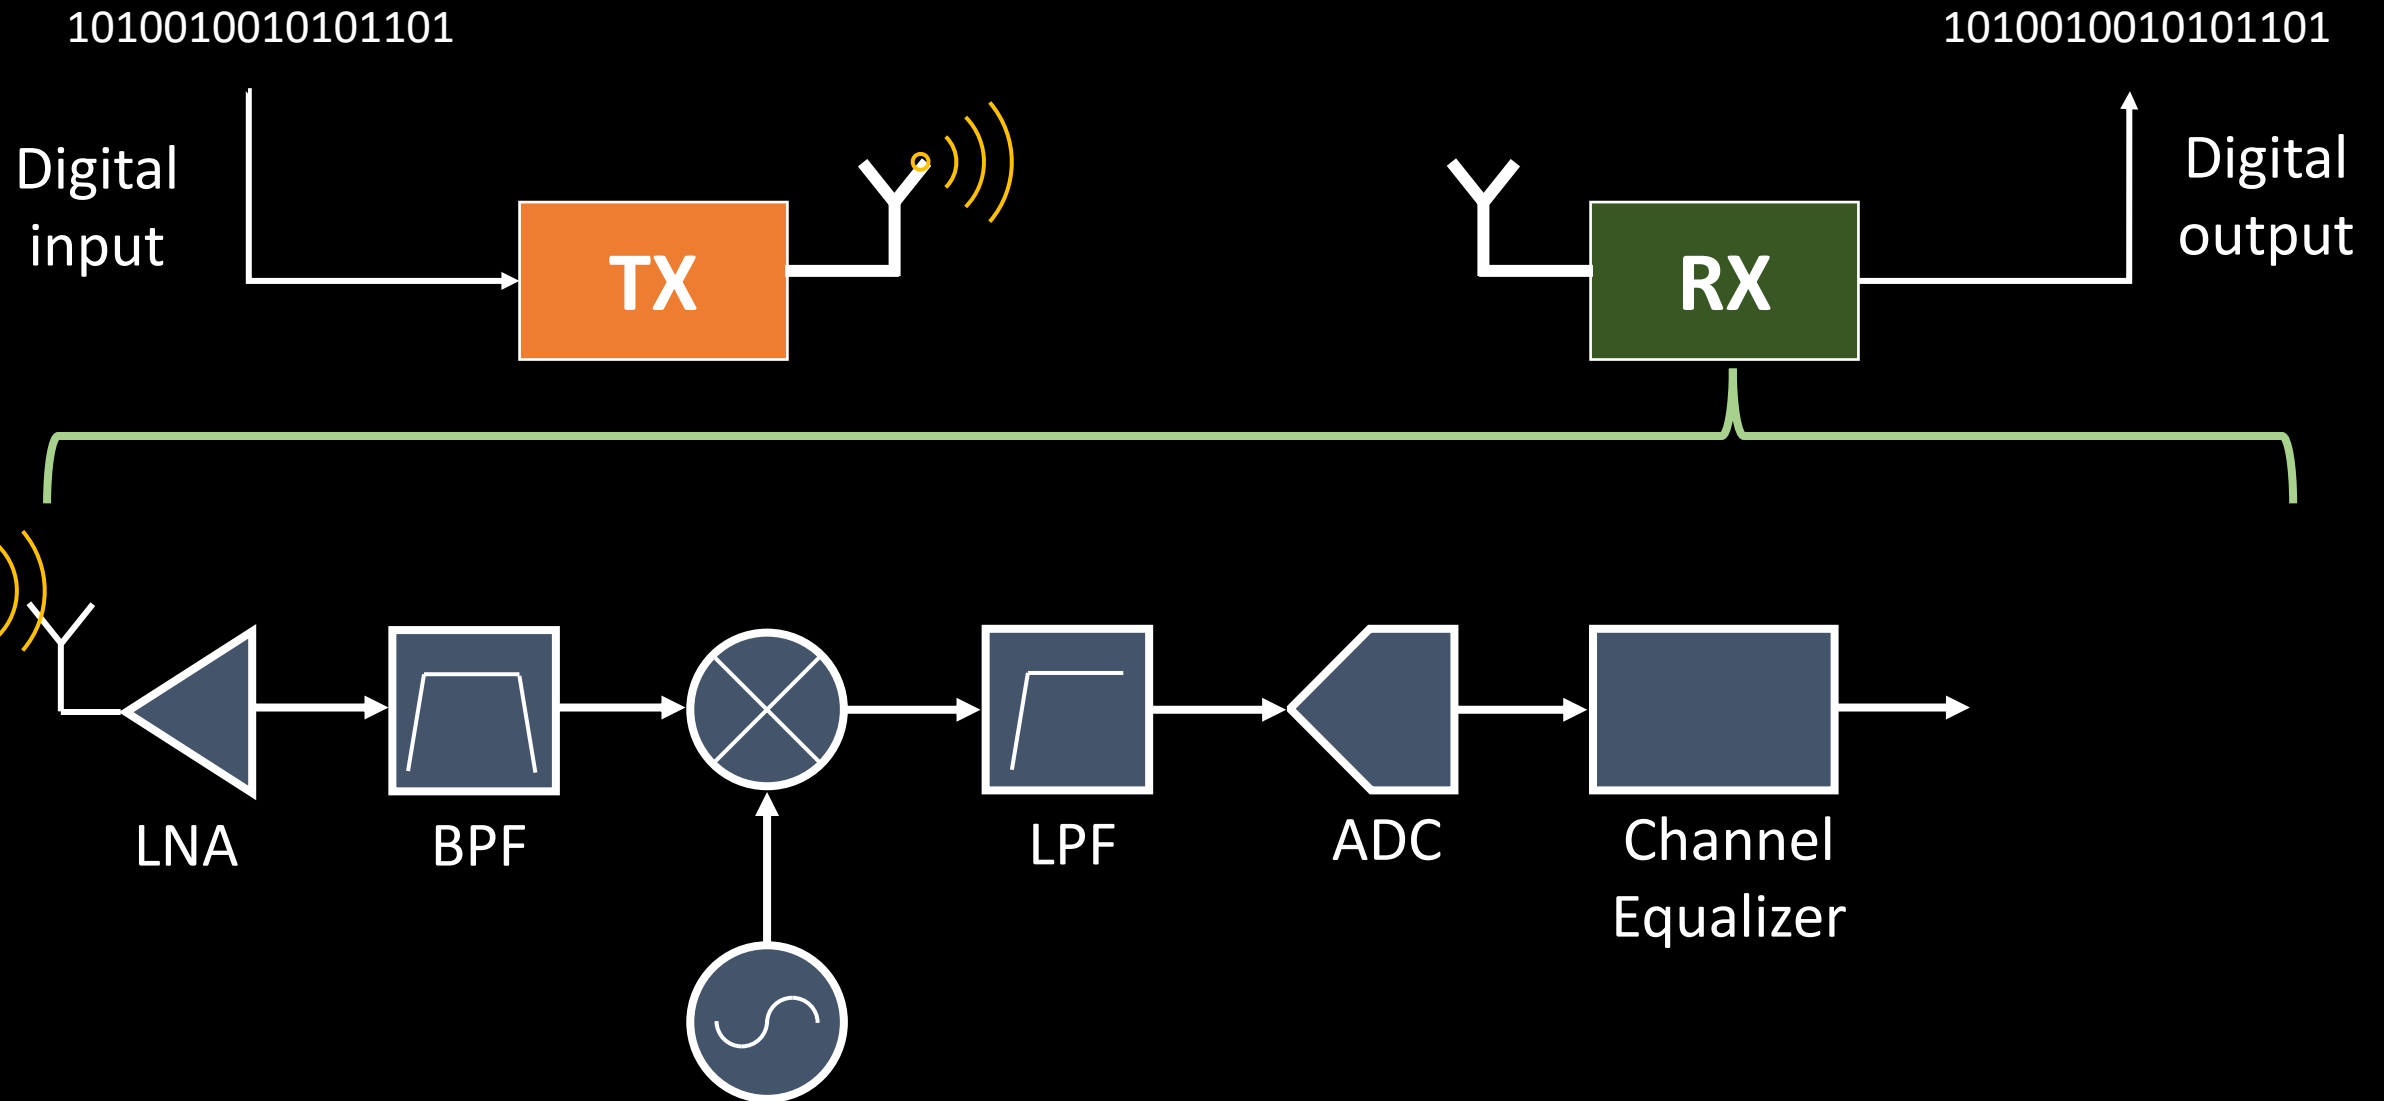 1010010010101101
1010010010101101
Digital
input
TX
RX
Digital
output
LNA
BPF
LPF
ADC
Channel
Equalizer